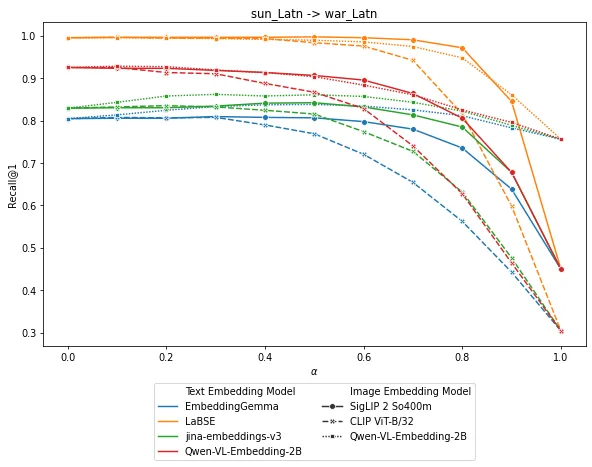 sun_Latn -> war_Latn
Recall@1
1.0
0.9
0.8
0.7
0.6
0.5
0.4
0.3
0.0 0.2 0.4 0.6 0.8 1.0
α
Text Embedding Model
EmbeddingGemma
LaBSE
jina-embeddings-v3
Qwen-VL-Embedding-2B
Image Embedding Model
SigLIP 2 So400m
CLIP ViT-B/32
Qwen-VL-Embedding-2B